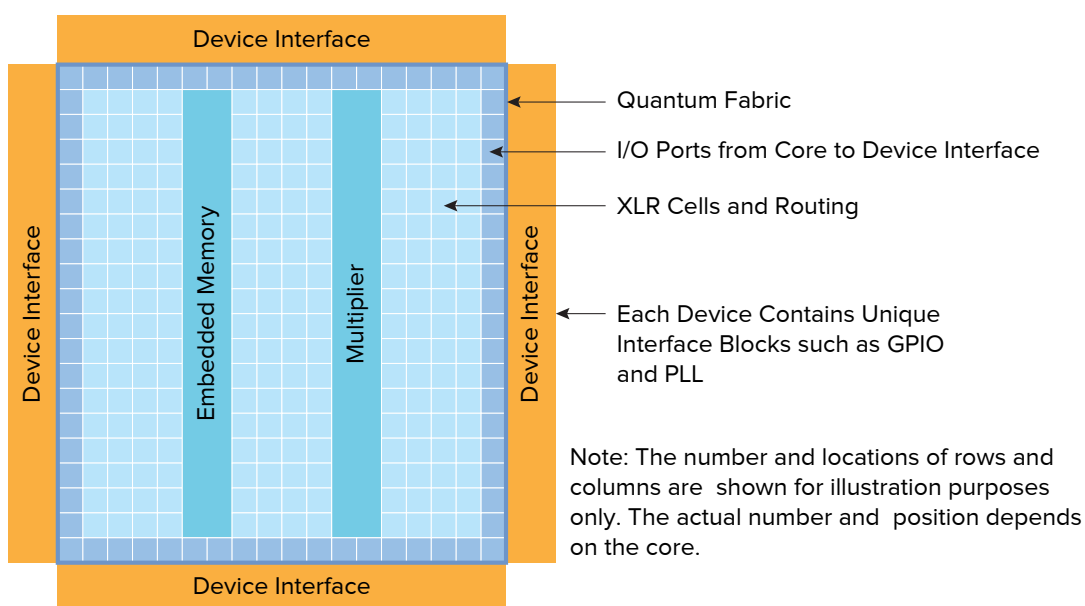 Device Interface
Quantum Fabric
I/O Ports from Core to Device Interface
XLR Cells and Routing
Device Interface
Embedded Memory
Multiplier
Device Interface
Each Device Contains Unique
Interface Blocks such as GPIO
and PLL
Note: The number and locations of rows and
columns are shown for illustration purposes
only. The actual number and position depends
on the core.
Device Interface